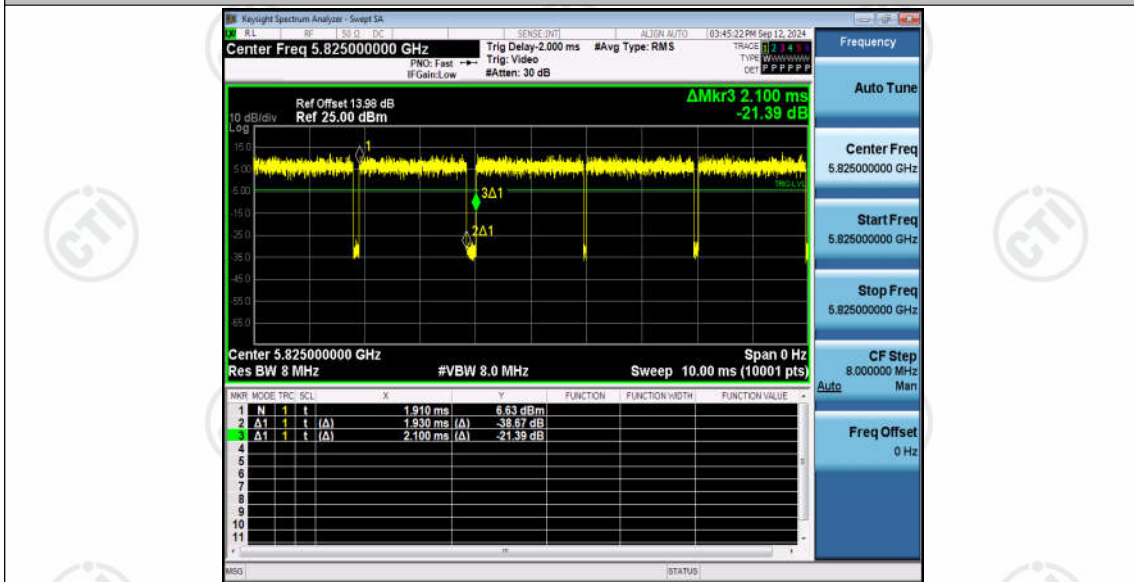 Keysight Spectrum Analyzer - Swept SA
RL RF 50 Ω DC SENSE:INT ALIGN AUTO 03:45:22 PM Sep 12, 2024
Center Freq 5.825000000 GHz Trig Delay-2.000 ms #Avg Type: RMS TRACE 1 2 3 4 5 6
PNO: Fast Trig: Video TYPE WWWWWW
IFGain:Low #Atten: 30 dB DET P P P P P P
Frequency
Auto Tune
Center Freq
5.825000000 GHz
Start Freq
5.825000000 GHz
Stop Freq
5.825000000 GHz
CF Step
8.000000 MHz
Auto Man
Freq Offset
0 Hz
ΔMkr3 2.100 ms
-21.39 dB
Ref Offset 13.98 dB
10 dB/div Ref 25.00 dBm
Log
15.0
5.00
-5.00
-15.0
-25.0
-35.0
-45.0
-55.0
-65.0
1
TRIG LVL
3Δ1
2Δ1
Center 5.825000000 GHz Span 0 Hz
Res BW 8 MHz #VBW 8.0 MHz Sweep 10.00 ms (10001 pts)
MKR MODE TRC SCL X Y FUNCTION FUNCTION WIDTH FUNCTION VALUE
1 N 1 t 1.910 ms 6.63 dBm
2 Δ1 1 t (Δ) 1.930 ms (Δ) -38.67 dB
3 Δ1 1 t (Δ) 2.100 ms (Δ) -21.39 dB
4
5
6
7
8
9
10
11
MSG STATUS
CTI
CTI